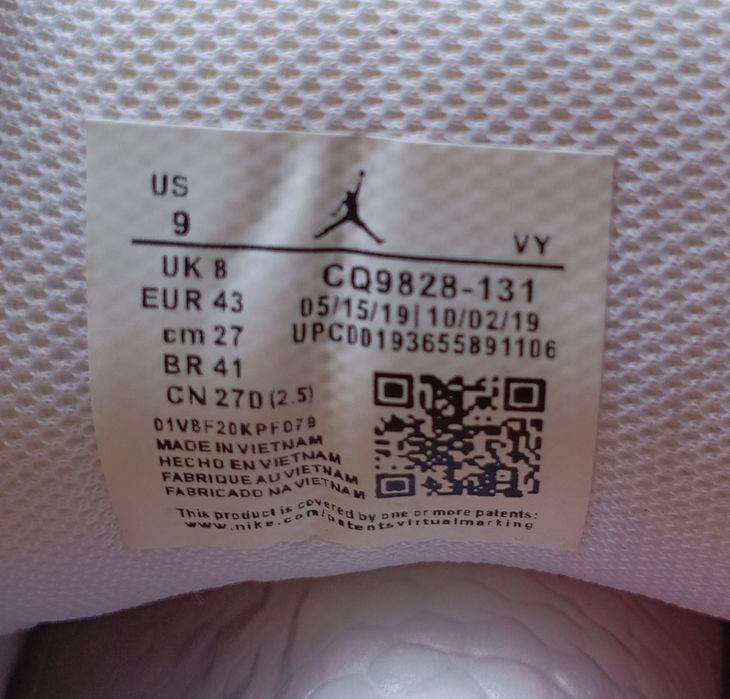 US
9
VY
UK 8
EUR 43
cm 27
BR 41
CN 270 (2.5)
CQ9828-131
05/15/19|10/02/19
UPC00193655891106
01V8F20KPF079
MADE IN VIETNAM
HECHO EN VIETNAM
FABRIQUE AU VIETNAM
FABRICADO NA VIETNAM
This product is covered by one or more patents:
www.nike.com/patentsvirtualmarking